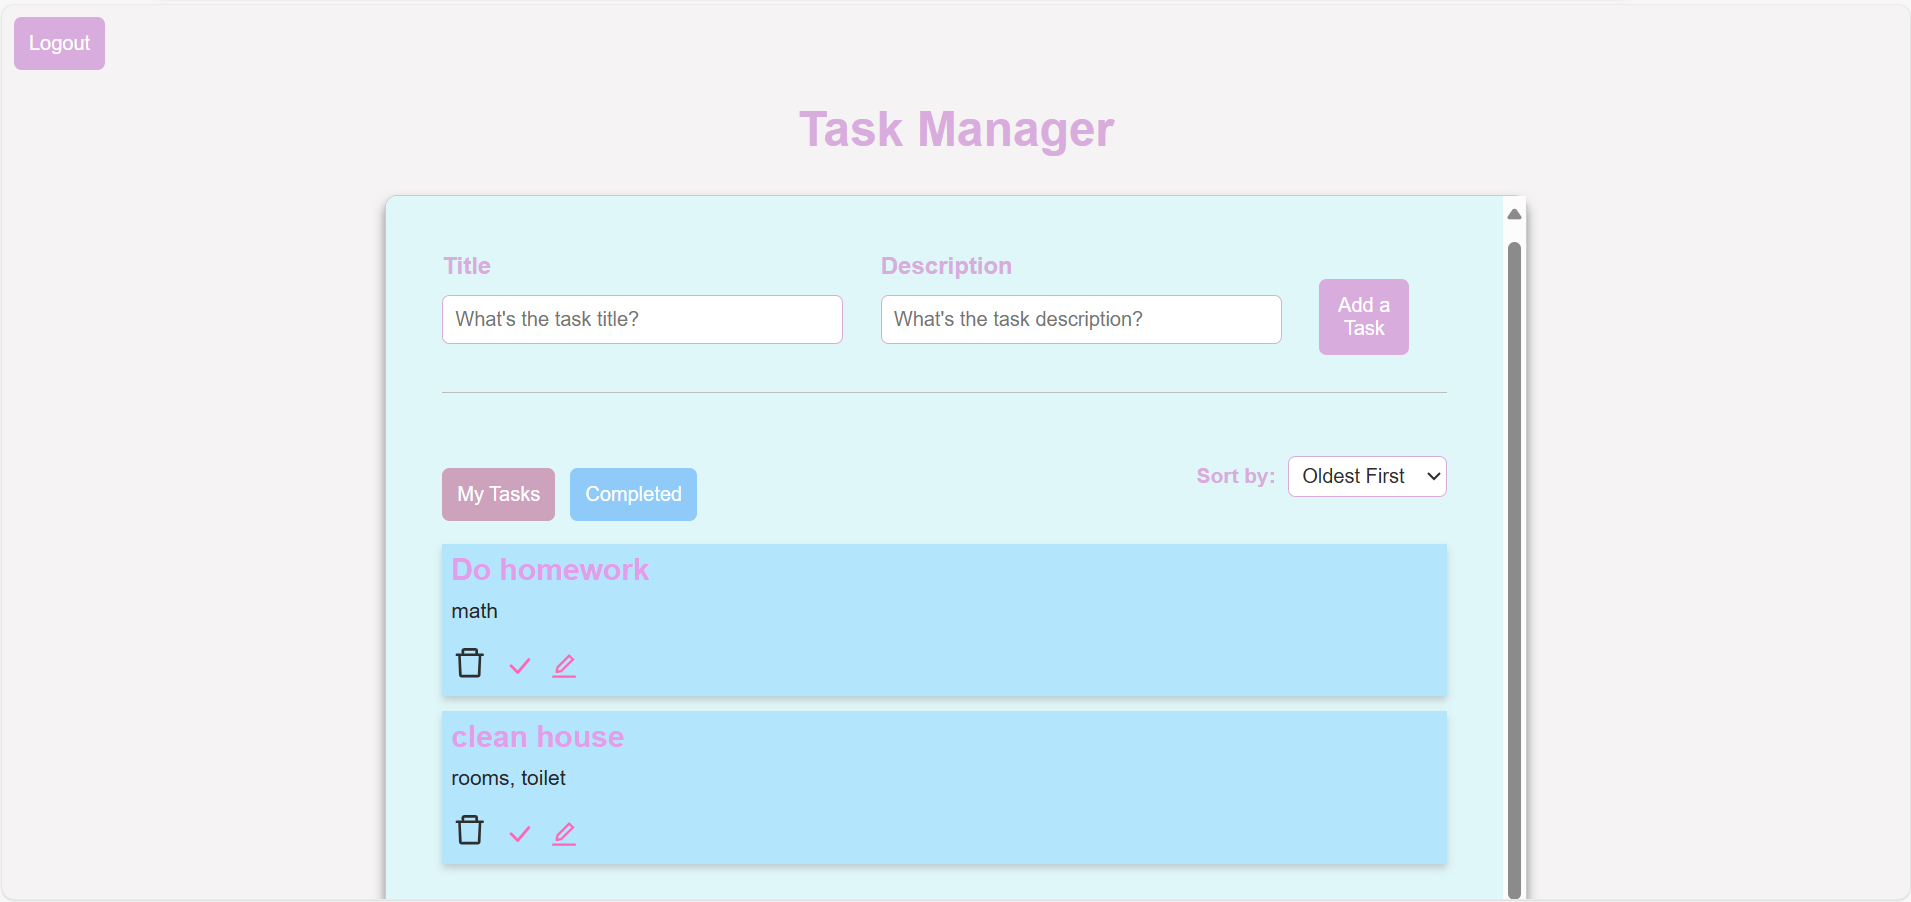 Logout
Task Manager
Title
Description
What's the task title?
What's the task description?
Add a
Task
My Tasks
Completed
Sort by:
Oldest First
Do homework
math
clean house
rooms, toilet